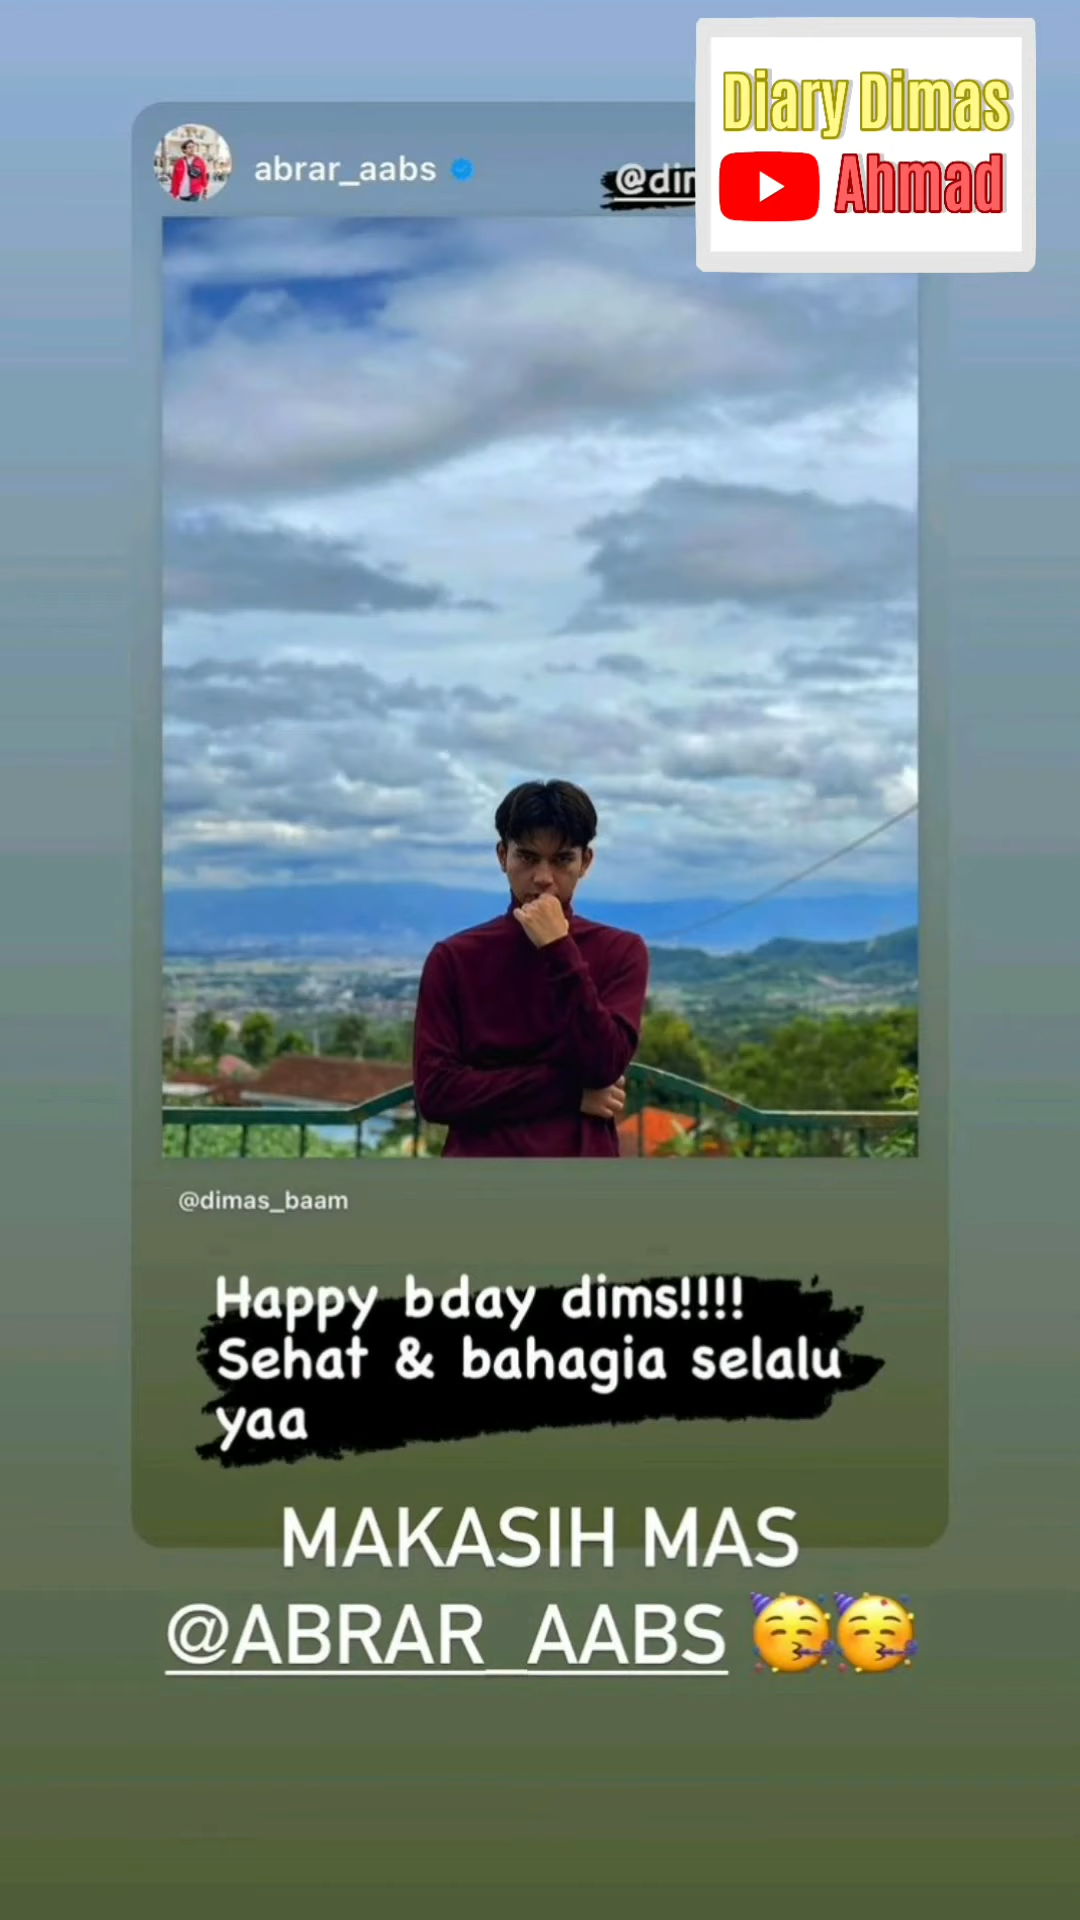 Diary Dimas
Ahmad
abrar_aabs
@dimas_baam
Happy bday dims!!!!
Sehat & bahagia selalu
yaa
MAKASIH MAS
@ABRAR_AABS